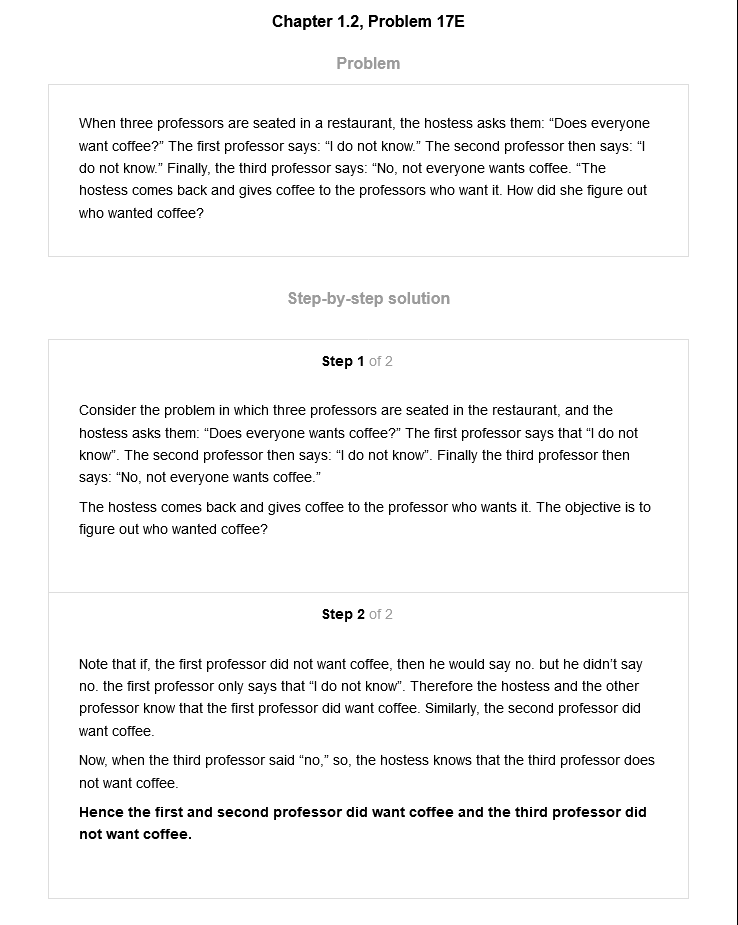 Chapter 1.2, Problem 17E
Problem
When three professors are seated in a restaurant, the hostess asks them: “Does everyone
want coffee?” The first professor says: “I do not know.” The second professor then says: “I
do not know.” Finally, the third professor says: “No, not everyone wants coffee. “The
hostess comes back and gives coffee to the professors who want it. How did she figure out
who wanted coffee?
Step-by-step solution
Step 1 of 2
Consider the problem in which three professors are seated in the restaurant, and the
hostess asks them: “Does everyone wants coffee?” The first professor says that “I do not
know”. The second professor then says: “I do not know”. Finally the third professor then
says: “No, not everyone wants coffee.”
The hostess comes back and gives coffee to the professor who wants it. The objective is to
figure out who wanted coffee?
Step 2 of 2
Note that if, the first professor did not want coffee, then he would say no. but he didn’t say
no. the first professor only says that “I do not know”. Therefore the hostess and the other
professor know that the first professor did want coffee. Similarly, the second professor did
want coffee.
Now, when the third professor said “no,” so, the hostess knows that the third professor does
not want coffee.
Hence the first and second professor did want coffee and the third professor did
not want coffee.